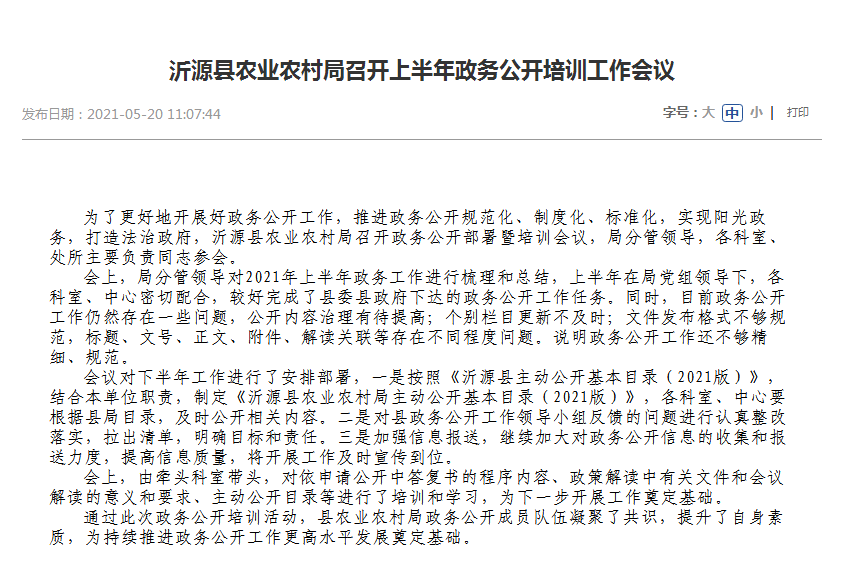 沂源县农业农村局召开上半年政务公开培训工作会议
发布日期：2021-05-20 11:07:44 字号：大 中 小 | 打印
为了更好地开展好政务公开工作，推进政务公开规范化、制度化、标准化，实现阳光政
务，打造法治政府，沂源县农业农村局召开政务公开部署暨培训会议，局分管领导，各科室、
处所主要负责同志参会。
会上，局分管领导对2021年上半年政务工作进行梳理和总结，上半年在局党组领导下，各
科室、中心密切配合，较好完成了县委县政府下达的政务公开工作任务。同时，目前政务公开
工作仍然存在一些问题，公开内容治理有待提高；个别栏目更新不及时；文件发布格式不够规
范，标题、文号、正文、附件、解读关联等存在不同程度问题。说明政务公开工作还不够精
细、规范。
会议对下半年工作进行了安排部署，一是按照《沂源县主动公开基本目录（2021版）》，
结合本单位职责，制定《沂源县农业农村局主动公开基本目录（2021版）》，各科室、中心要
根据县局目录，及时公开相关内容。二是对县政务公开工作领导小组反馈的问题进行认真整改
落实，拉出清单，明确目标和责任。三是加强信息报送，继续加大对政务公开信息的收集和报
送力度，提高信息质量，将开展工作及时宣传到位。
会上，由牵头科室带头，对依申请公开中答复书的程序内容、政策解读中有关文件和会议
解读的意义和要求、主动公开目录等进行了培训和学习，为下一步开展工作奠定基础。
通过此次政务公开培训活动，县农业农村局政务公开成员队伍凝聚了共识，提升了自身素
质，为持续推进政务公开工作更高水平发展奠定基础。